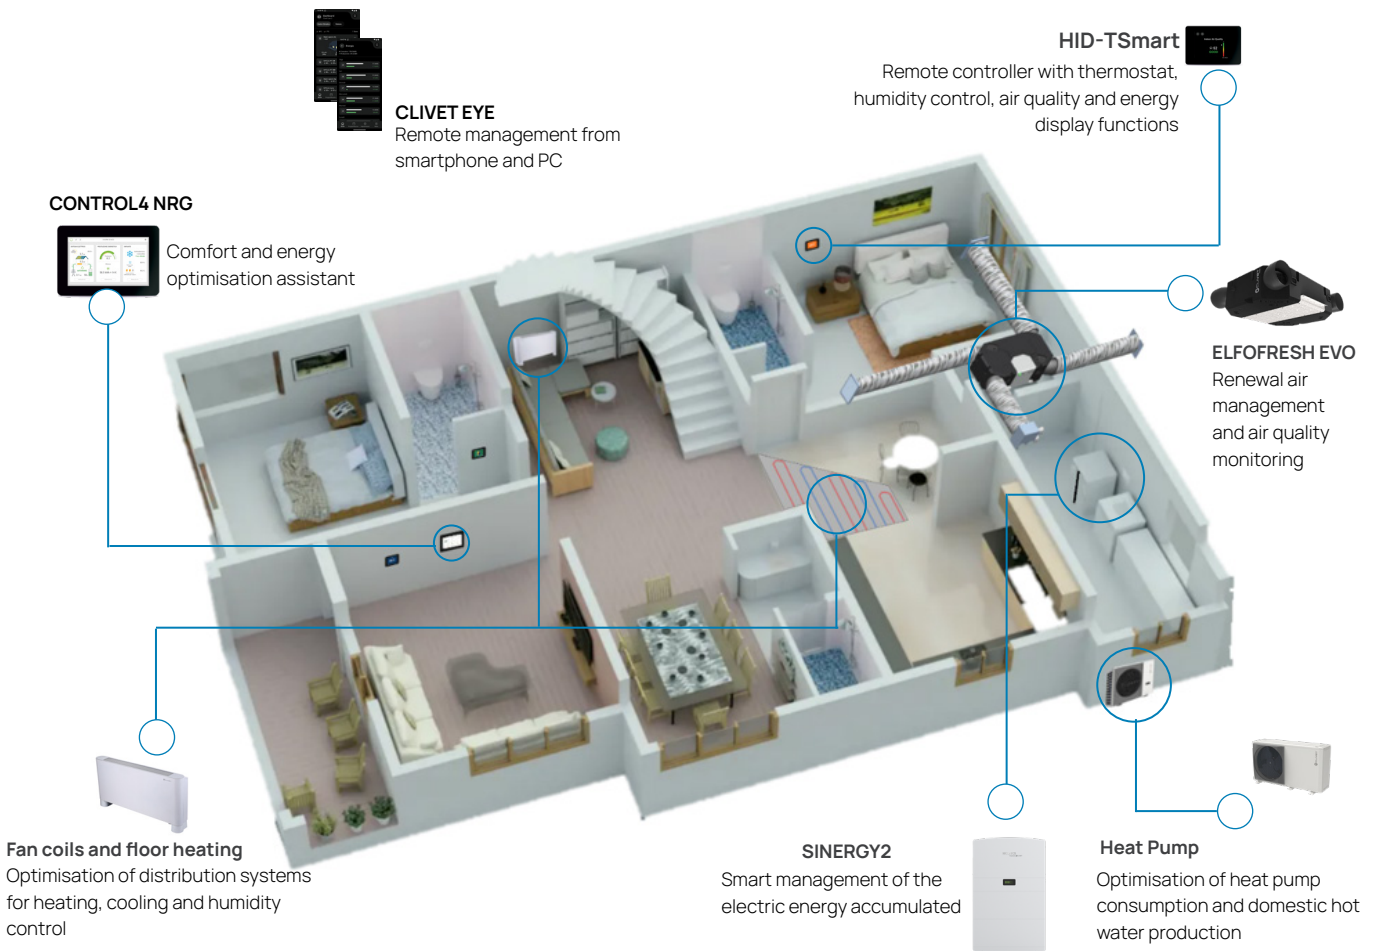 HID-TSmart
Remote controller with thermostat,
humidity control, air quality and energy
display functions
CLIVET EYE
Remote management from
smartphone and PC
CONTROL4 NRG
Comfort and energy
optimisation assistant
ELFOFRESH EVO
Renewal air
management
and air quality
monitoring
Fan coils and floor heating
Optimisation of distribution systems
for heating, cooling and humidity
control
SINERGY2
Smart management of the
electric energy accumulated
Heat Pump
Optimisation of heat pump
consumption and domestic hot
water production